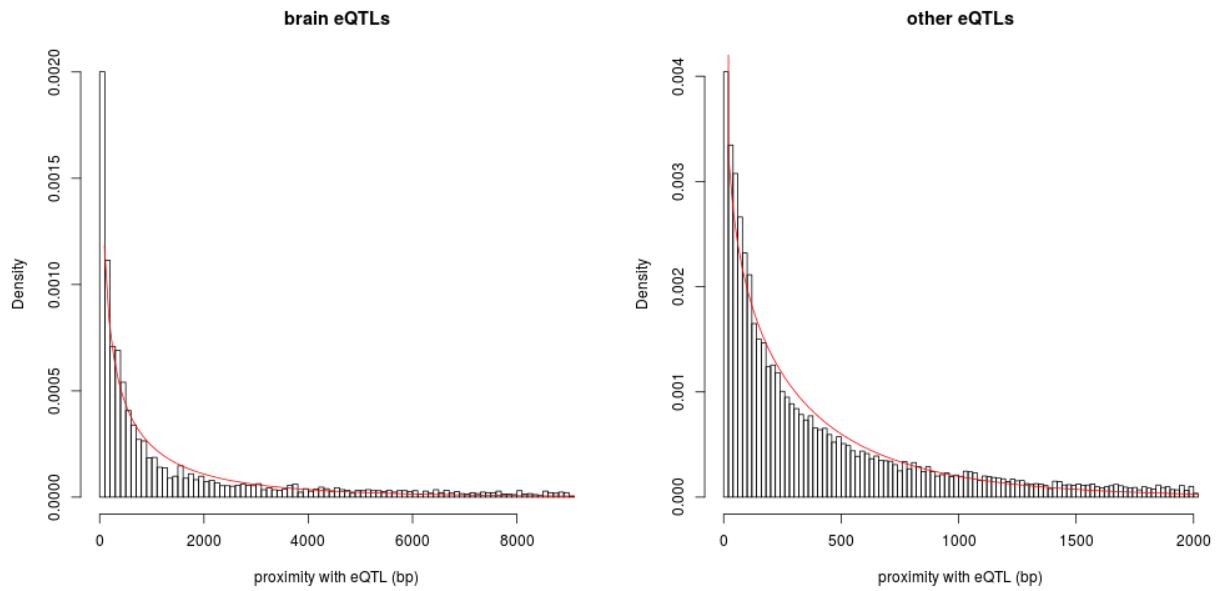 brain eQTLs
Density
0.0000 0.0005 0.0010 0.0015 0.0020
0 2000 4000 6000 8000
proximity with eQTL (bp)
other eQTLs
Density
0.000 0.001 0.002 0.003 0.004
0 500 1000 1500 2000
proximity with eQTL (bp)